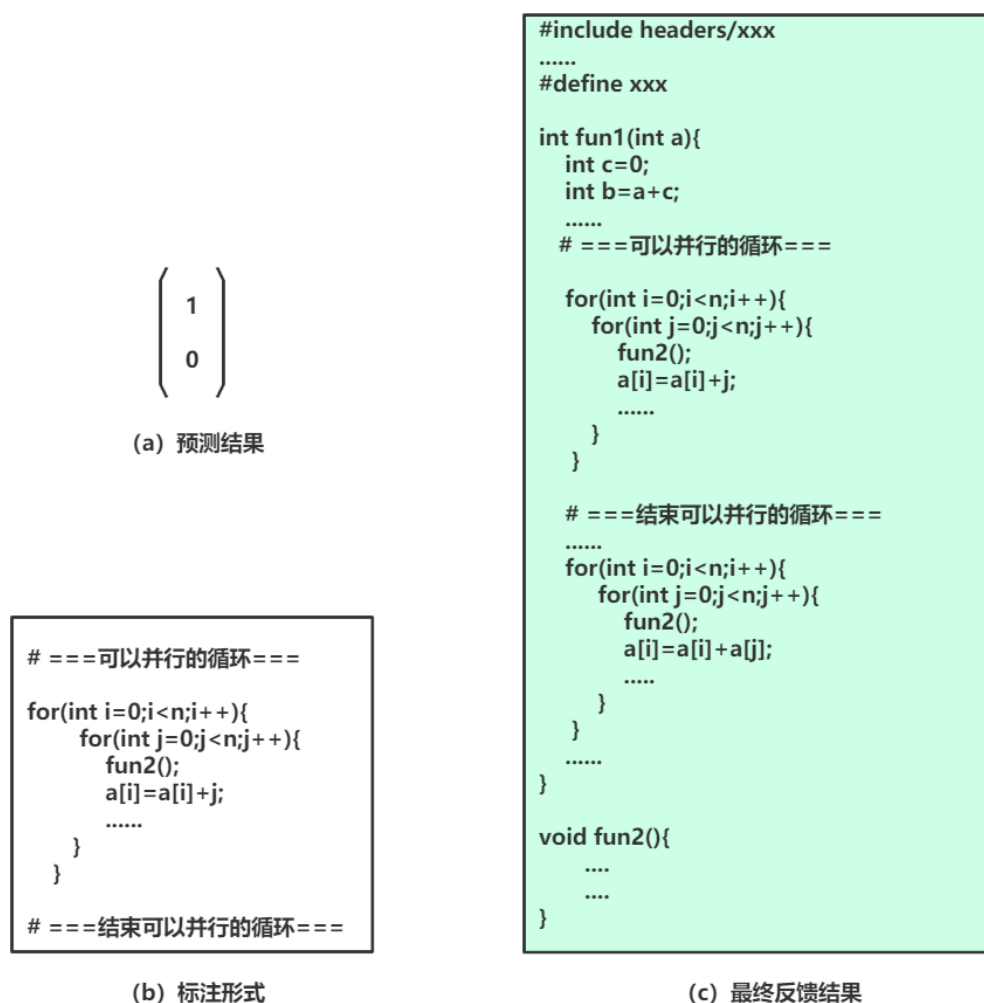 1
0
（a）预测结果
# ===可以并行的循环===
for(int i=0;i<n;i++){
for(int j=0;j<n;j++){
fun2();
a[i]=a[i]+j;
......
}
}
# ===结束可以并行的循环===
（b）标注形式
#include headers/xxx
......
#define xxx
int fun1(int a){
int c=0;
int b=a+c;
......
# ===可以并行的循环===
for(int i=0;i<n;i++){
for(int j=0;j<n;j++){
fun2();
a[i]=a[i]+j;
......
}
}
# ===结束可以并行的循环===
......
for(int i=0;i<n;i++){
for(int j=0;j<n;j++){
fun2();
a[i]=a[i]+a[j];
.....
}
}
......
}
void fun2(){
....
....
}
（c）最终反馈结果